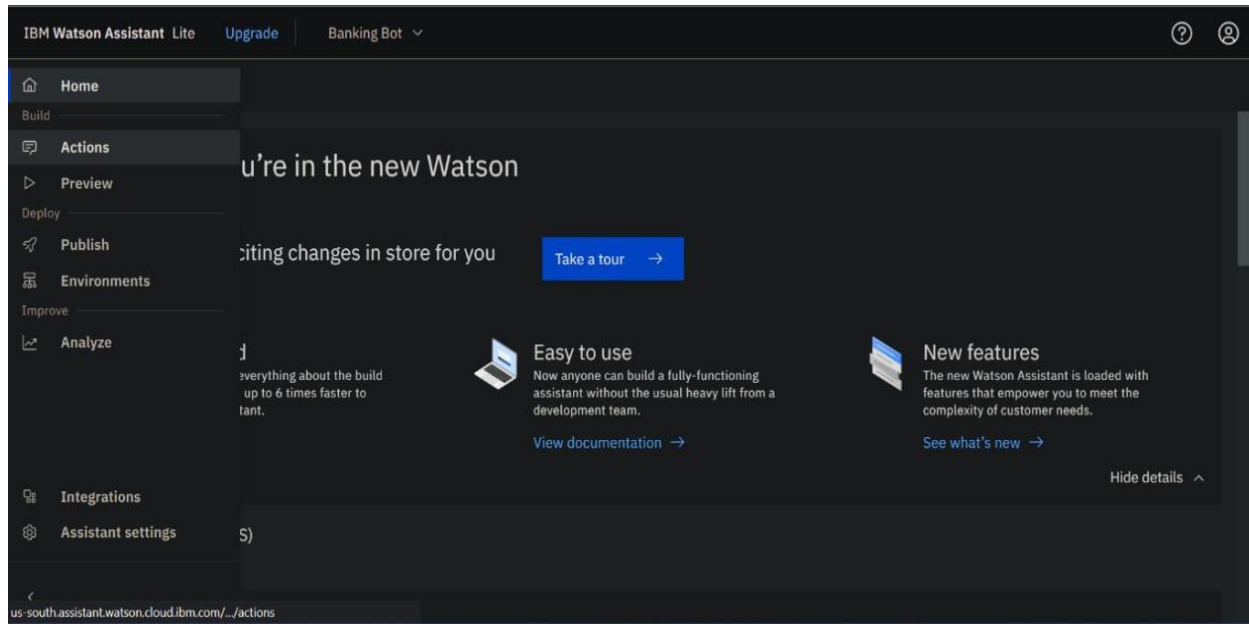 IBM Watson Assistant Lite Upgrade Banking Bot
Home
Build
Actions
Preview
Deploy
Publish
Environments
Improve
Analyze
Integrations
Assistant settings
us-south.assistant.watson.cloud.ibm.com/.../actions
u're in the new Watson
citing changes in store for you
Take a tour →
d
everything about the build
up to 6 times faster to
tant.
Easy to use
Now anyone can build a fully-functioning
assistant without the usual heavy lift from a
development team.
View documentation →
New features
The new Watson Assistant is loaded with
features that empower you to meet the
complexity of customer needs.
See what's new →
Hide details
S)